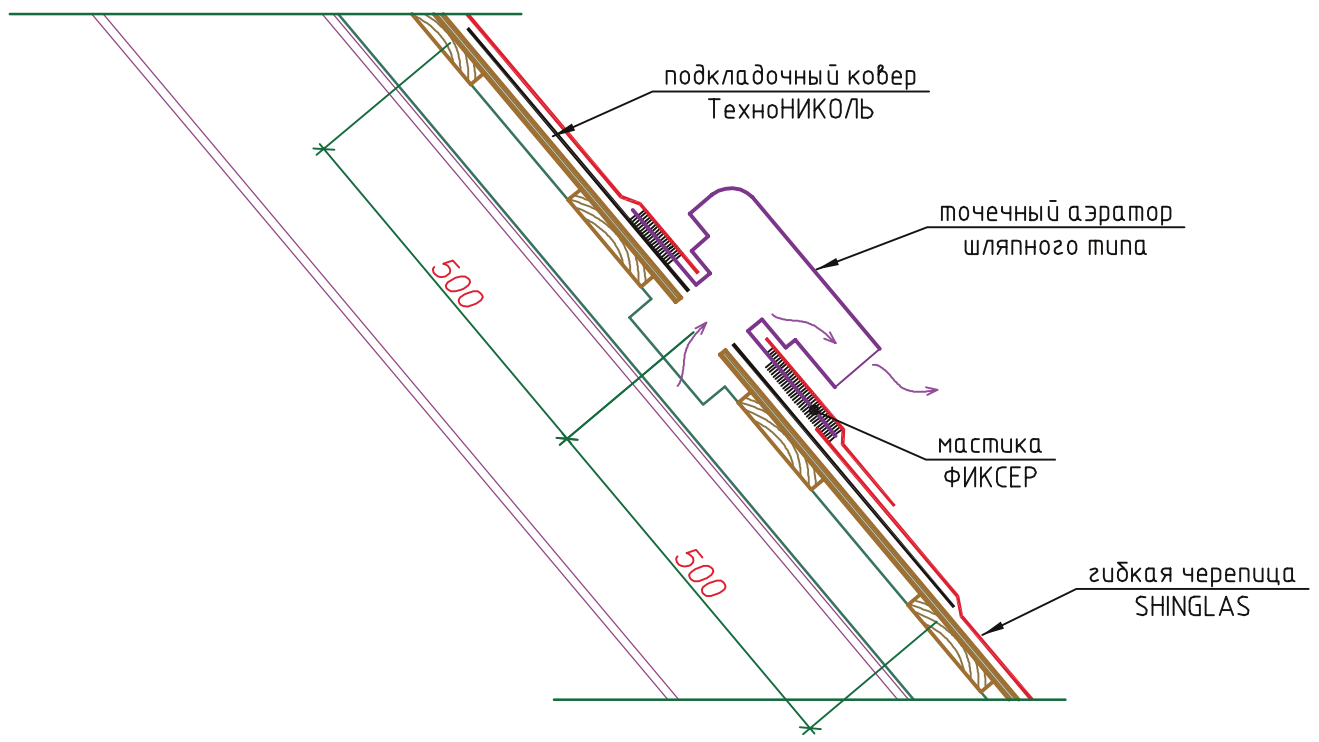 подкладочный ковер
ТехноНИКОЛЬ
точечный аэратор
шляпного типа
500
мастика
ФИКСЕР
500
гибкая черепица
SHINGLAS